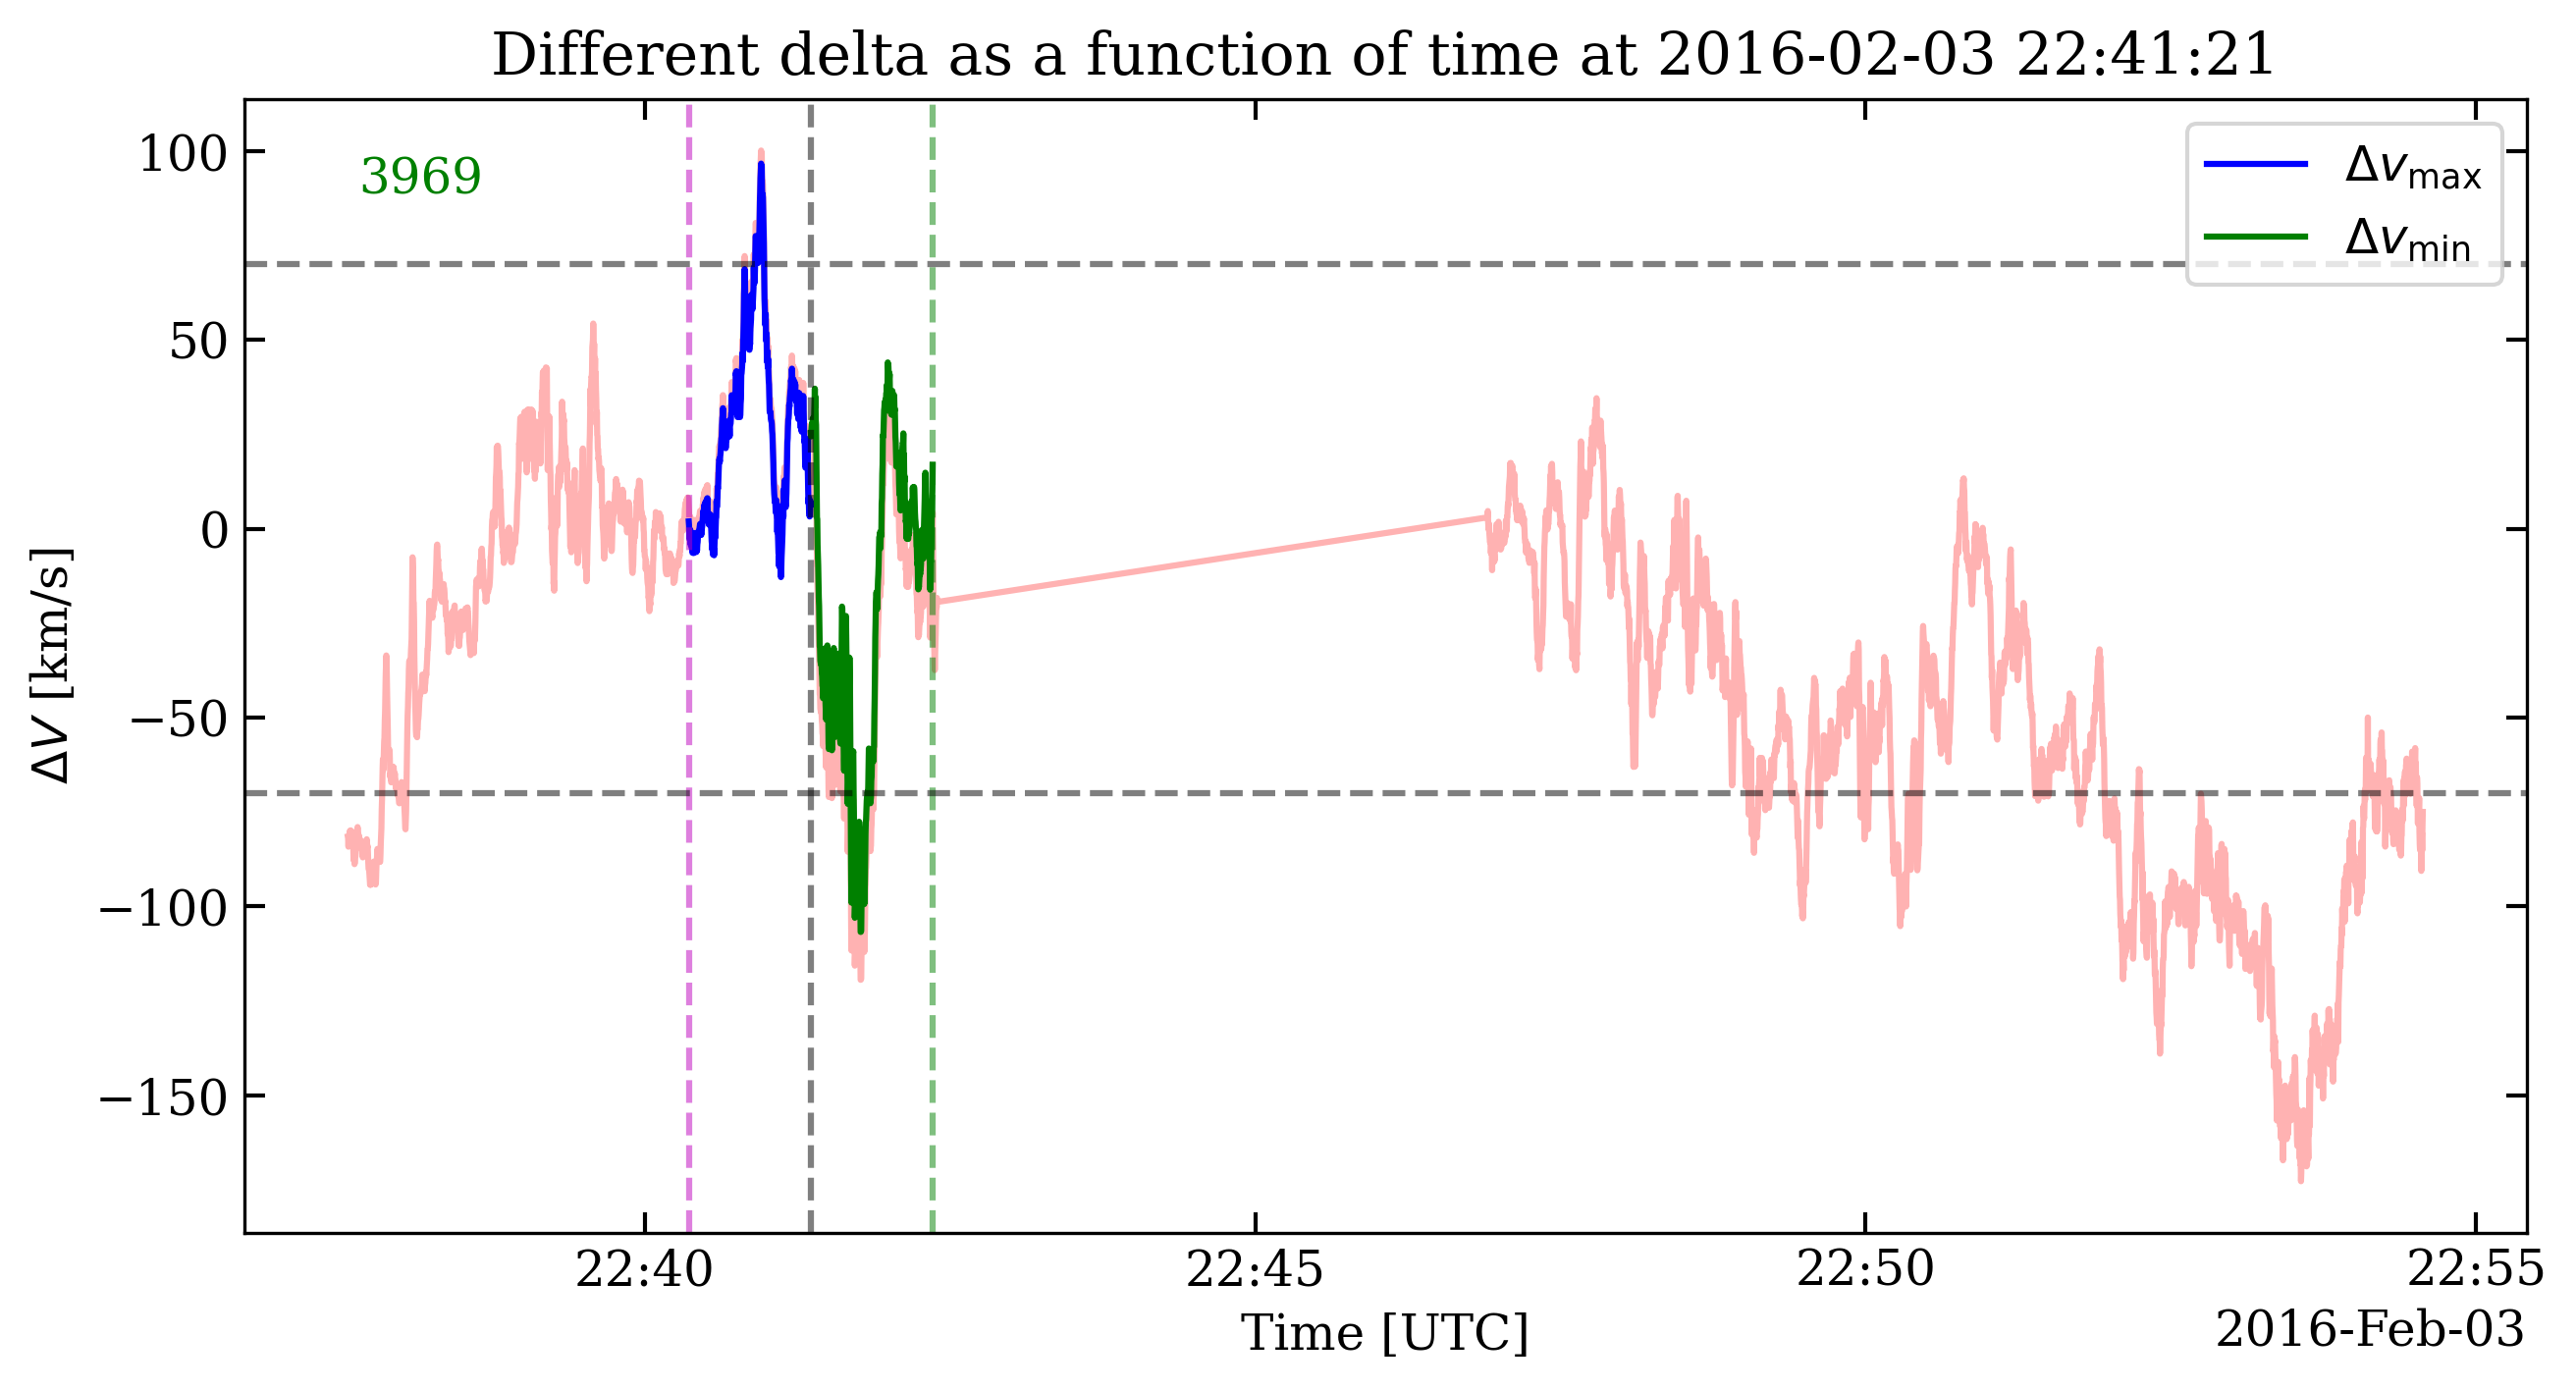 Different delta as a function of time at 2016-02-03 22:41:21
3969
Δv_max
Δv_min
100
50
0
−50
−100
−150
ΔV [km/s]
22:40 22:45 22:50 22:55
Time [UTC]
2016-Feb-03